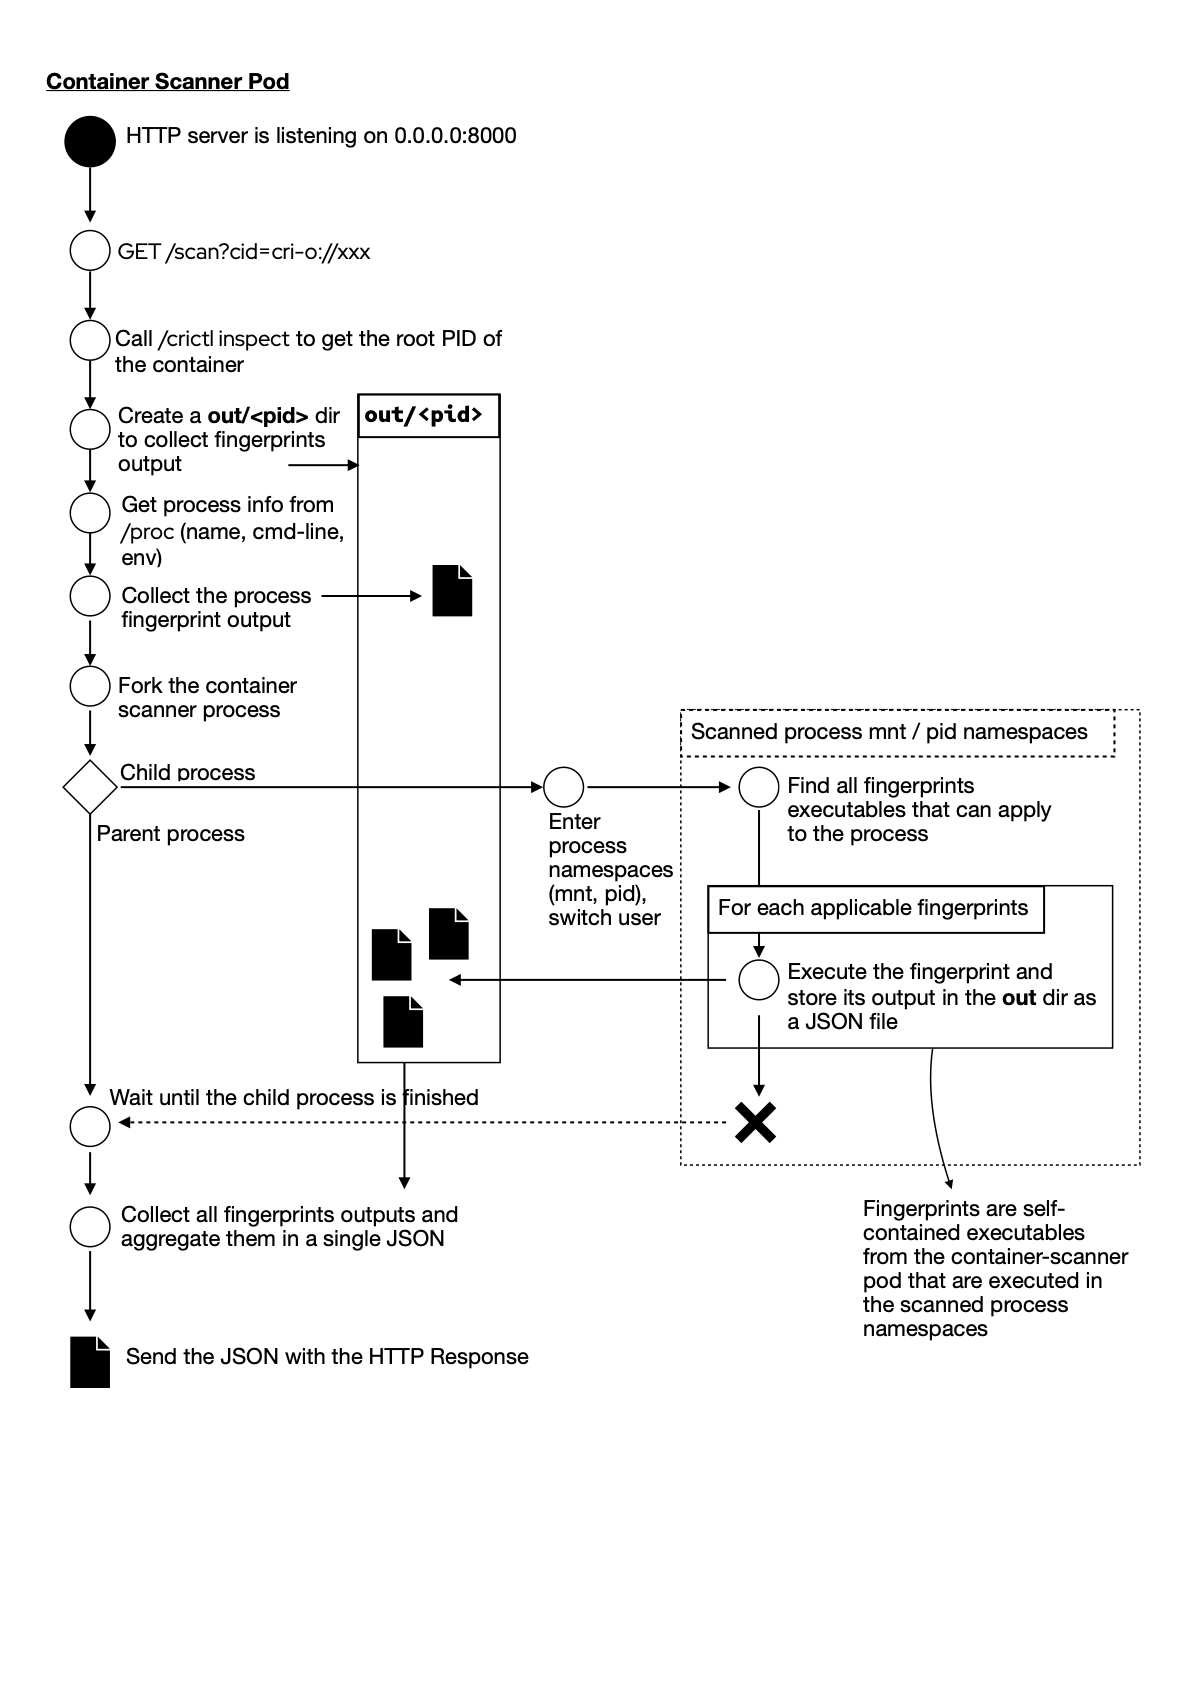 Container Scanner Pod
HTTP server is listening on 0.0.0.0:8000
GET /scan?cid=cri-o://xxx
Call /crictl inspect to get the root PID of
the container
Create a out/<pid> dir
to collect fingerprints
output
out/<pid>
Get process info from
/proc (name, cmd-line,
env)
Collect the process
fingerprint output
Fork the container
scanner process
Child process
Parent process
Enter
process
namespaces
(mnt, pid),
switch user
Scanned process mnt / pid namespaces
Find all fingerprints
executables that can apply
to the process
For each applicable fingerprints
Execute the fingerprint and
store its output in the out dir as
a JSON file
Wait until the child process is finished
Collect all fingerprints outputs and
aggregate them in a single JSON
Fingerprints are self-
contained executables
from the container-scanner
pod that are executed in
the scanned process
namespaces
Send the JSON with the HTTP Response